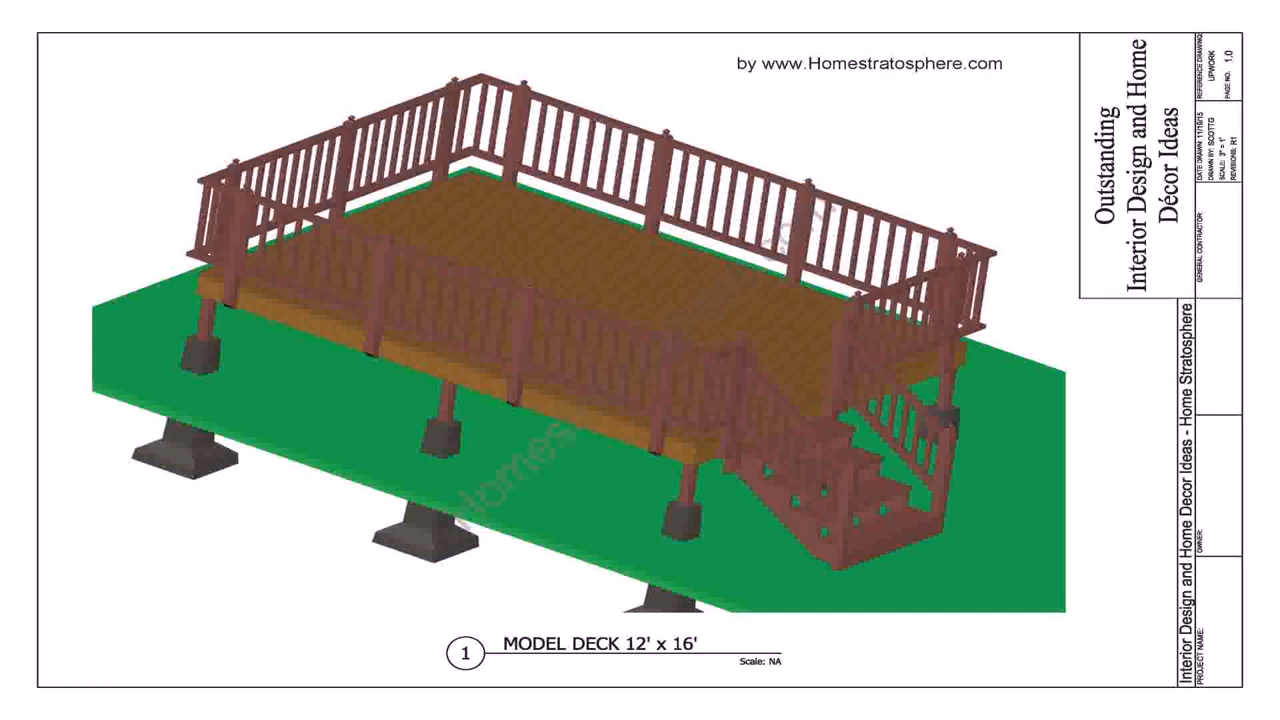 by www.Homestratosphere.com
Outstanding
Interior Design and Home
Décor Ideas
REFERENCE DRAWING:
UPWORK
PAGE NO. 1.0
DATE DRAWN: 11/19/15
DRAWN BY: SCOTTG
SCALE: 3" = 1'
REVISIONS: R1
GENERAL CONTRACTOR:
Interior Design and Home Decor Ideas - Home Stratosphere
OWNER:
PROJECT NAME:
1
MODEL DECK 12' x 16'
Scale: NA